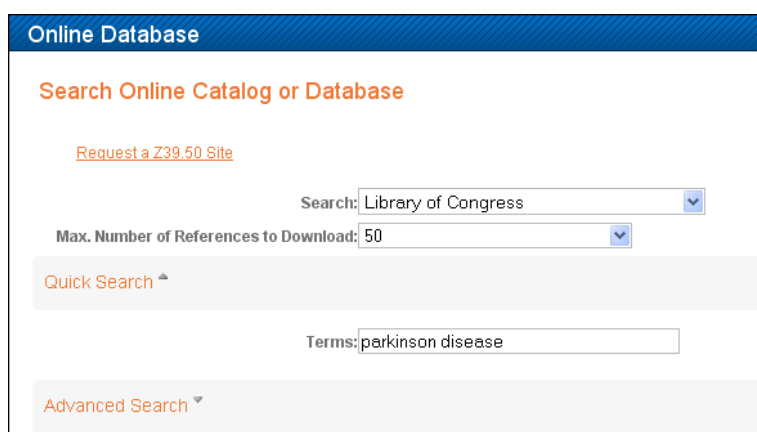 Online Database
Search Online Catalog or Database
Request a Z39.50 Site
Search: Library of Congress
Max. Number of References to Download: 50
Quick Search
Terms: parkinson disease
Advanced Search